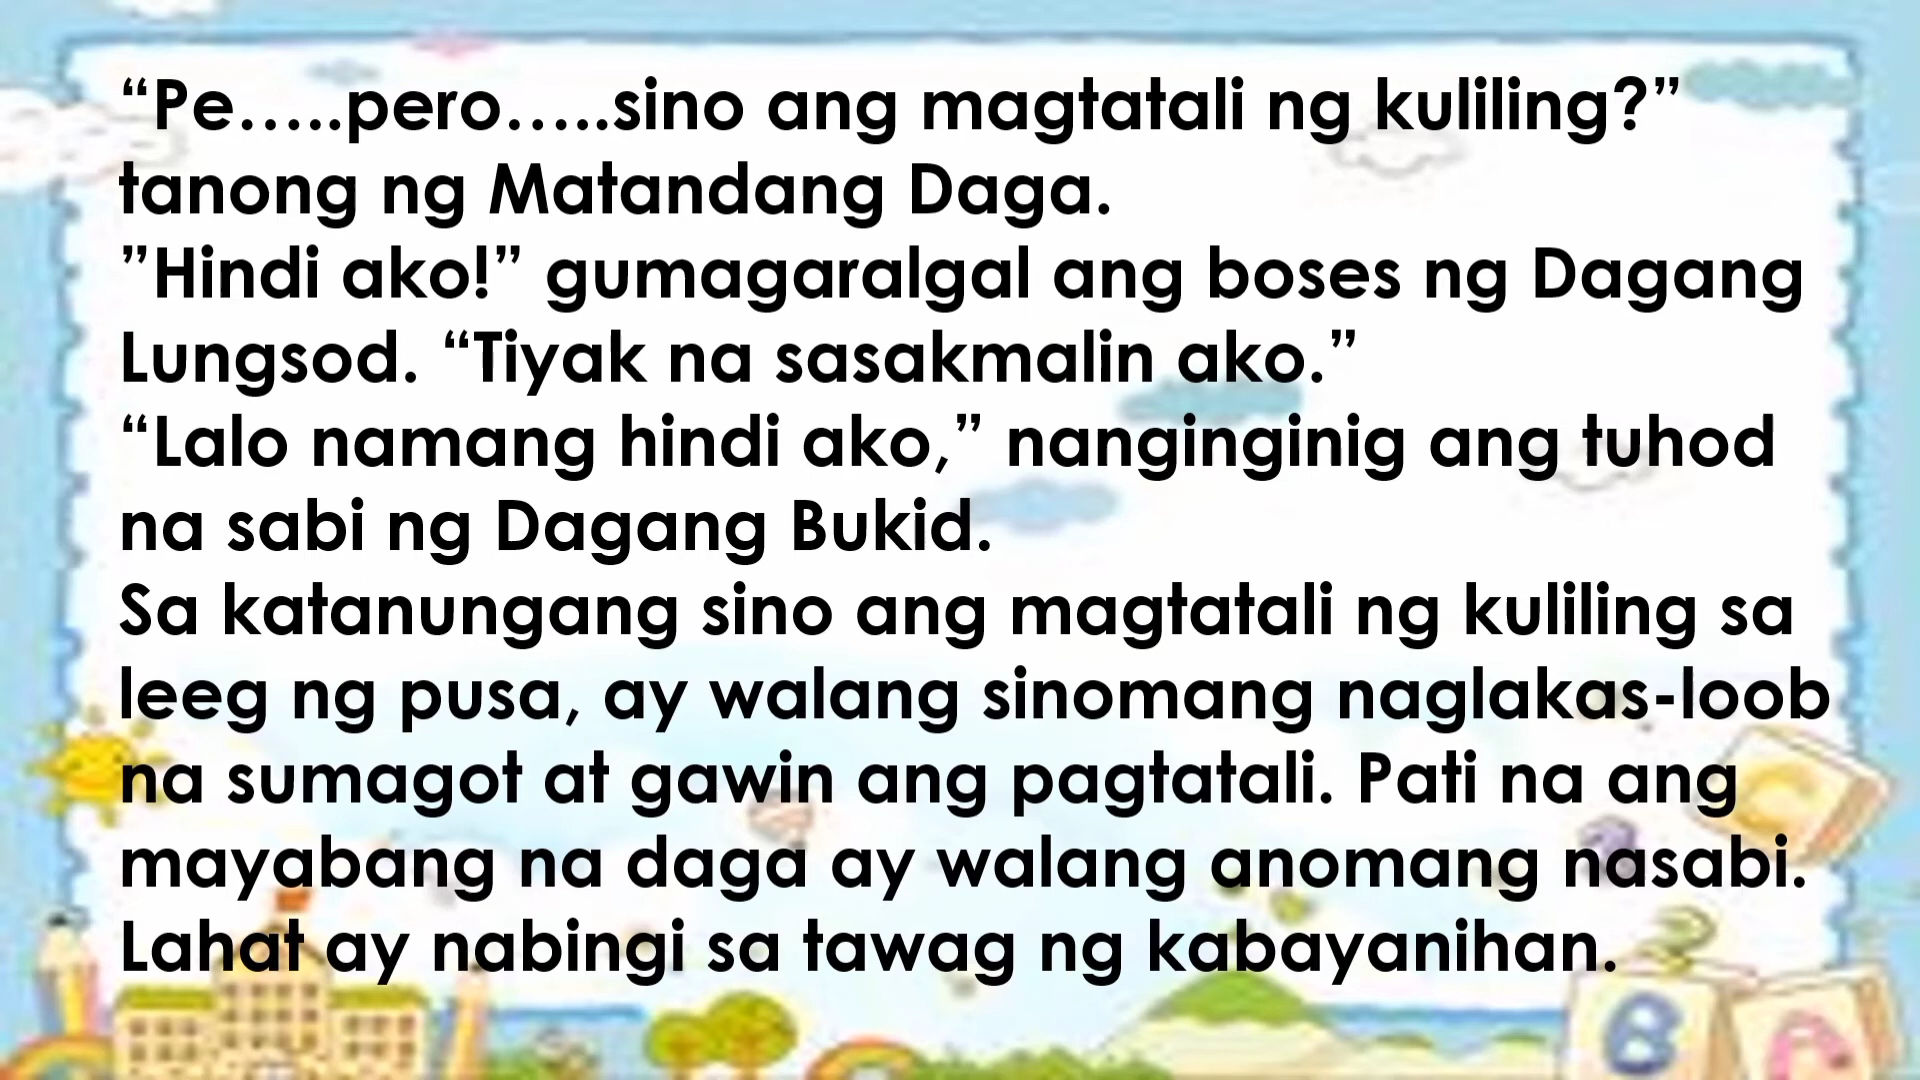 “Pe…..pero…..sino ang magtatali ng kuliling?”
tanong ng Matandang Daga.
”Hindi ako!” gumagaralgal ang boses ng Dagang
Lungsod. “Tiyak na sasakmalin ako.”
“Lalo namang hindi ako,” nanginginig ang tuhod
na sabi ng Dagang Bukid.
Sa katanungang sino ang magtatali ng kuliling sa
leeg ng pusa, ay walang sinomang naglakas-loob
na sumagot at gawin ang pagtatali. Pati na ang
mayabang na daga ay walang anomang nasabi.
Lahat ay nabingi sa tawag ng kabayanihan.